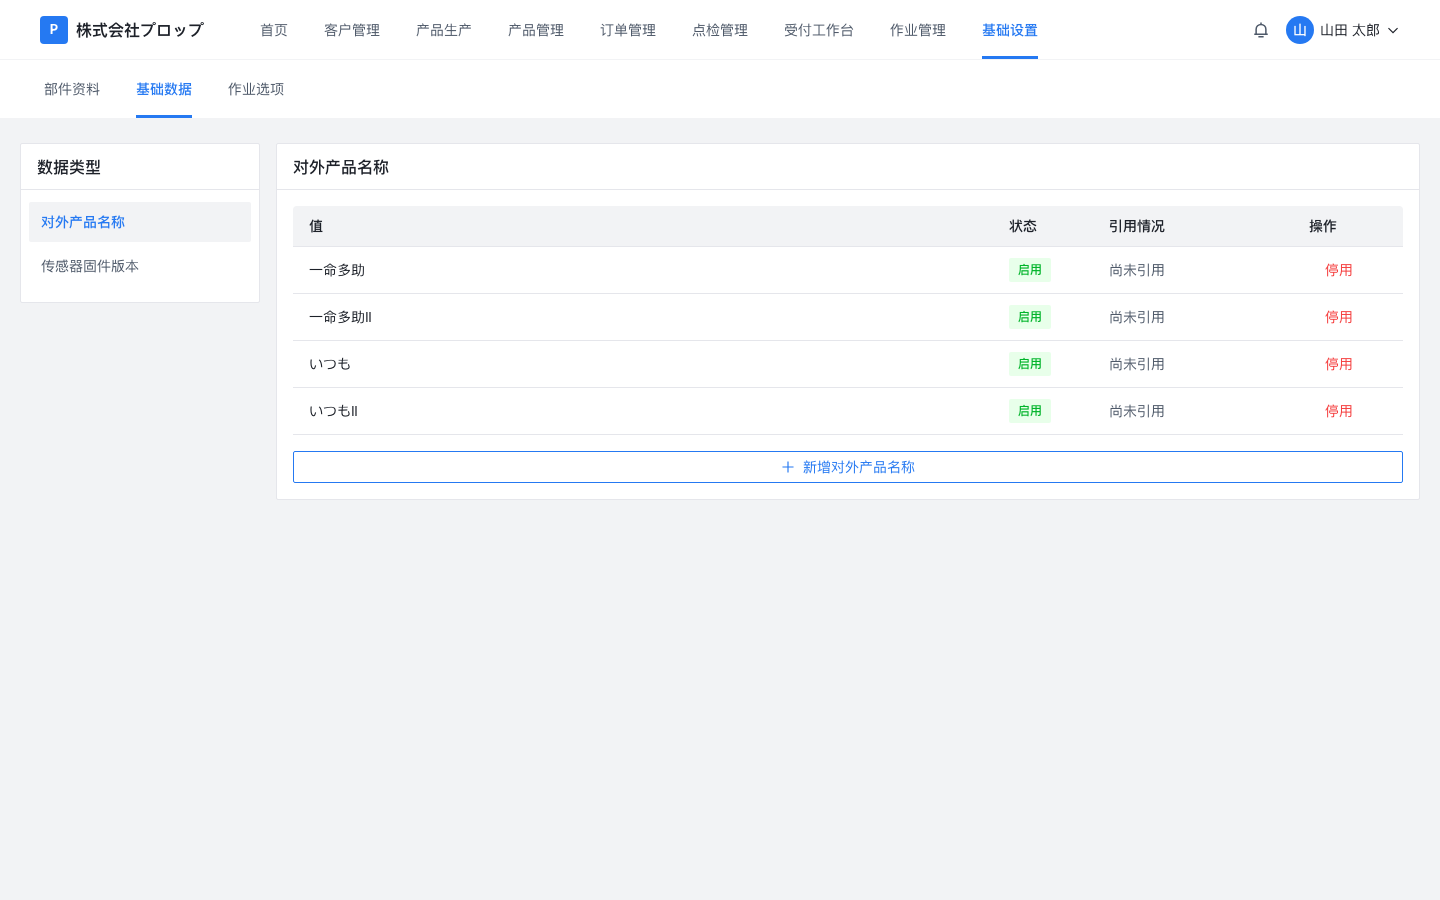 P 株式会社プロップ 首页 客户管理 产品生产 产品管理 订单管理 点检管理 受付工作台 作业管理 基础设置 山 山田 太郎
部件资料 基础数据 作业选项
数据类型
对外产品名称
传感器固件版本
对外产品名称
值 状态 引用情况 操作
一命多助 启用 尚未引用 停用
一命多助II 启用 尚未引用 停用
いつも 启用 尚未引用 停用
いつもII 启用 尚未引用 停用
+ 新增对外产品名称